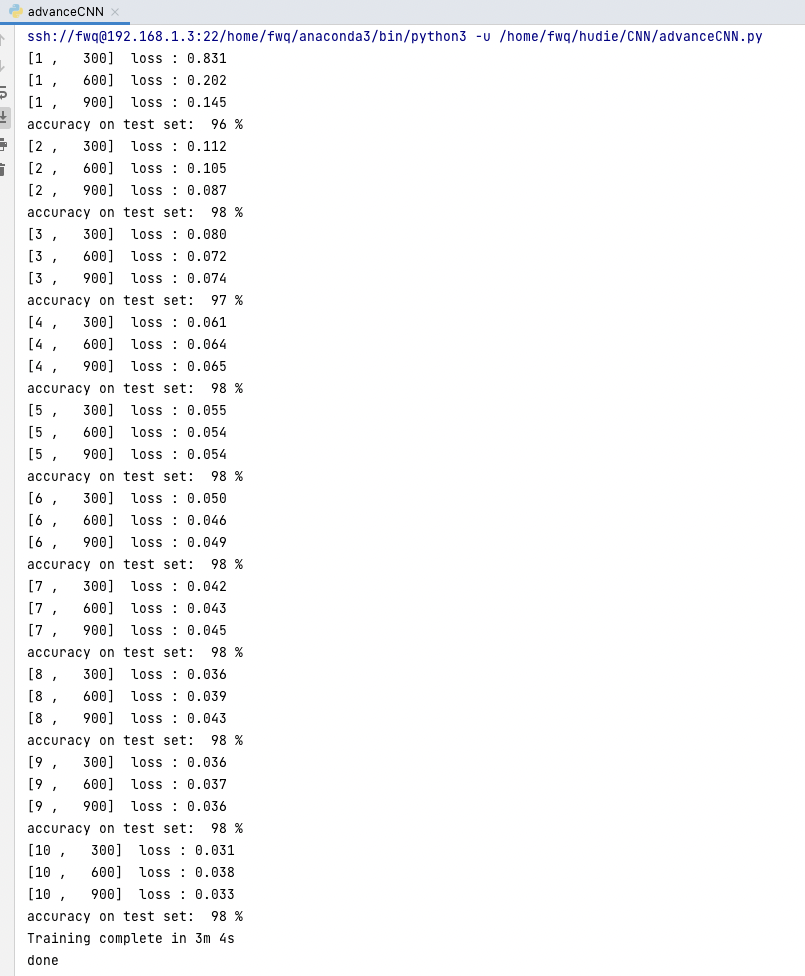 advanceCNN
ssh://fwq@192.168.1.3:22/home/fwq/anaconda3/bin/python3 -u /home/fwq/hudie/CNN/advanceCNN.py
[1 ,   300]  loss : 0.831
[1 ,   600]  loss : 0.202
[1 ,   900]  loss : 0.145
accuracy on test set:  96 %
[2 ,   300]  loss : 0.112
[2 ,   600]  loss : 0.105
[2 ,   900]  loss : 0.087
accuracy on test set:  98 %
[3 ,   300]  loss : 0.080
[3 ,   600]  loss : 0.072
[3 ,   900]  loss : 0.074
accuracy on test set:  97 %
[4 ,   300]  loss : 0.061
[4 ,   600]  loss : 0.064
[4 ,   900]  loss : 0.065
accuracy on test set:  98 %
[5 ,   300]  loss : 0.055
[5 ,   600]  loss : 0.054
[5 ,   900]  loss : 0.054
accuracy on test set:  98 %
[6 ,   300]  loss : 0.050
[6 ,   600]  loss : 0.046
[6 ,   900]  loss : 0.049
accuracy on test set:  98 %
[7 ,   300]  loss : 0.042
[7 ,   600]  loss : 0.043
[7 ,   900]  loss : 0.045
accuracy on test set:  98 %
[8 ,   300]  loss : 0.036
[8 ,   600]  loss : 0.039
[8 ,   900]  loss : 0.043
accuracy on test set:  98 %
[9 ,   300]  loss : 0.036
[9 ,   600]  loss : 0.037
[9 ,   900]  loss : 0.036
accuracy on test set:  98 %
[10 ,   300]  loss : 0.031
[10 ,   600]  loss : 0.038
[10 ,   900]  loss : 0.033
accuracy on test set:  98 %
Training complete in 3m 4s
done